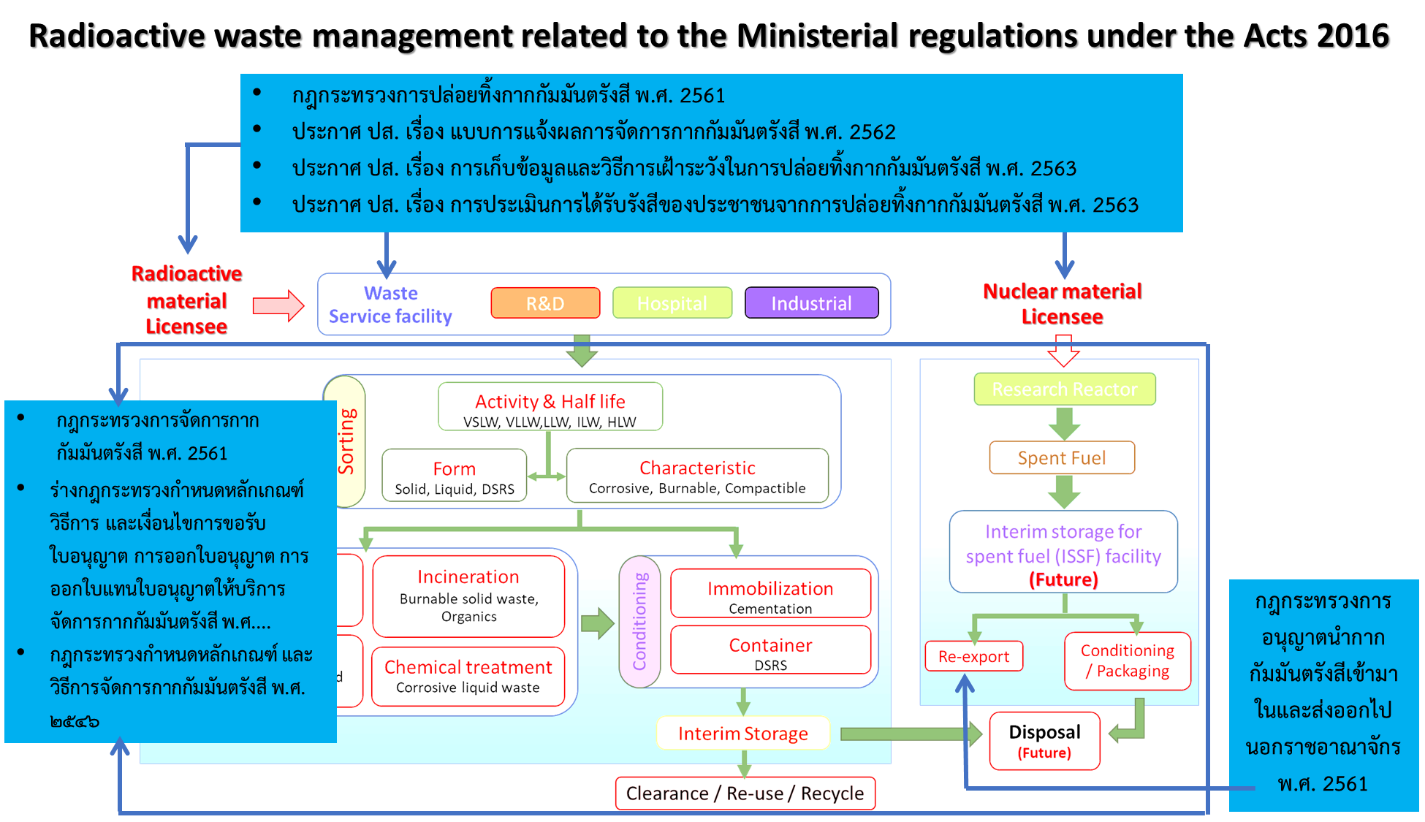 Radioactive waste management related to the Ministerial regulations under the Acts 2016
• กฎกระทรวงการปล่อยทิ้งกากกัมมันตรังสี พ.ศ. 2561
• ประกาศ ปส. เรื่อง แบบการแจ้งผลการจัดการกากกัมมันตรังสี พ.ศ. 2562
• ประกาศ ปส. เรื่อง การเก็บข้อมูลและวิธีการเฝ้าระวังในการปล่อยทิ้งกากกัมมันตรังสี พ.ศ. 2563
• ประกาศ ปส. เรื่อง การประเมินการได้รับรังสีของประชาชนจากการปล่อยทิ้งกากกัมมันตรังสี พ.ศ. 2563
Radioactive
material
Licensee
Waste
Service facility
R&D
Hospital
Industrial
Nuclear material
Licensee
Sorting
Activity & Half life
VSLW, VLLW,LLW, ILW, HLW
Form
Solid, Liquid, DSRS
Characteristic
Corrosive, Burnable, Compactible
Research Reactor
Spent Fuel
Interim storage for
spent fuel (ISSF) facility
(Future)
Re-export
Conditioning
/ Packaging
• กฎกระทรวงการจัดการกาก
กัมมันตรังสี พ.ศ. 2561
• ร่างกฎกระทรวงกำหนดหลักเกณฑ์
วิธีการ และเงื่อนไขการขอรับ
ใบอนุญาต การออกใบอนุญาต การ
ออกใบแทนใบอนุญาตให้บริการ
จัดการกากกัมมันตรังสี พ.ศ....
• กฎกระทรวงกำหนดหลักเกณฑ์ และ
วิธีการจัดการกากกัมมันตรังสี พ.ศ.
๒๕๔๖
Incineration
Burnable solid waste,
Organics
Chemical treatment
Corrosive liquid waste
d
Conditioning
Immobilization
Cementation
Container
DSRS
Interim Storage
Disposal
(Future)
Clearance / Re-use / Recycle
กฎกระทรวงการ
อนุญาตนำกาก
กัมมันตรังสีเข้ามา
ในและส่งออกไป
นอกราชอาณาจักร
พ.ศ. 2561